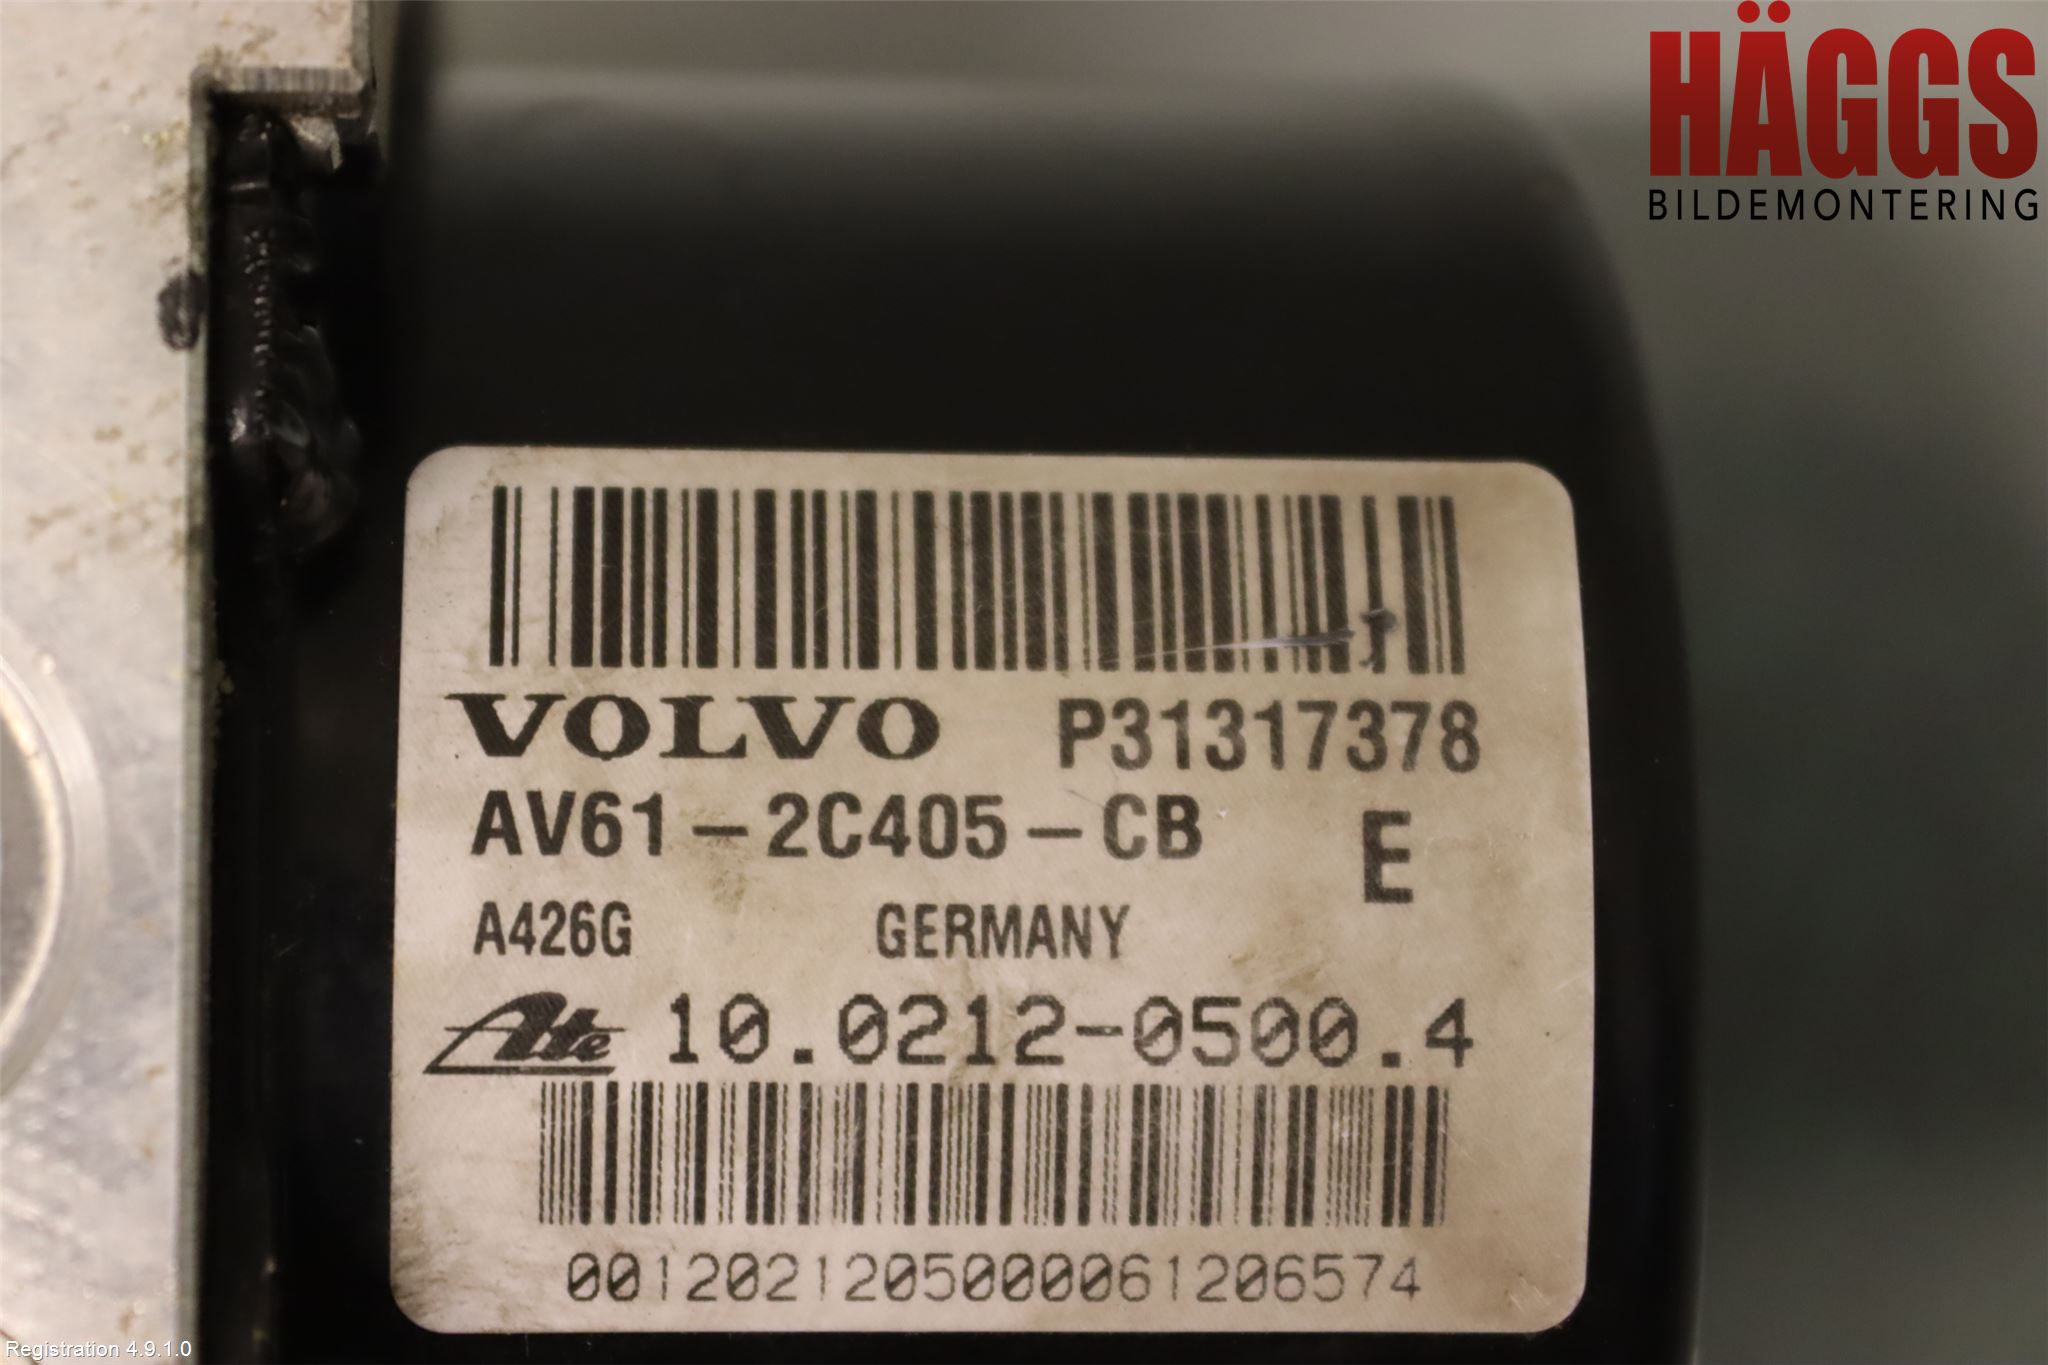 HÄGGS
BILDEMONTERING
VOLVO P31317378
AV61-2C405-CB E
A426G GERMANY
Ate 10.0212-0500.4
00120212050000061206574
Registration 4.9.1.0